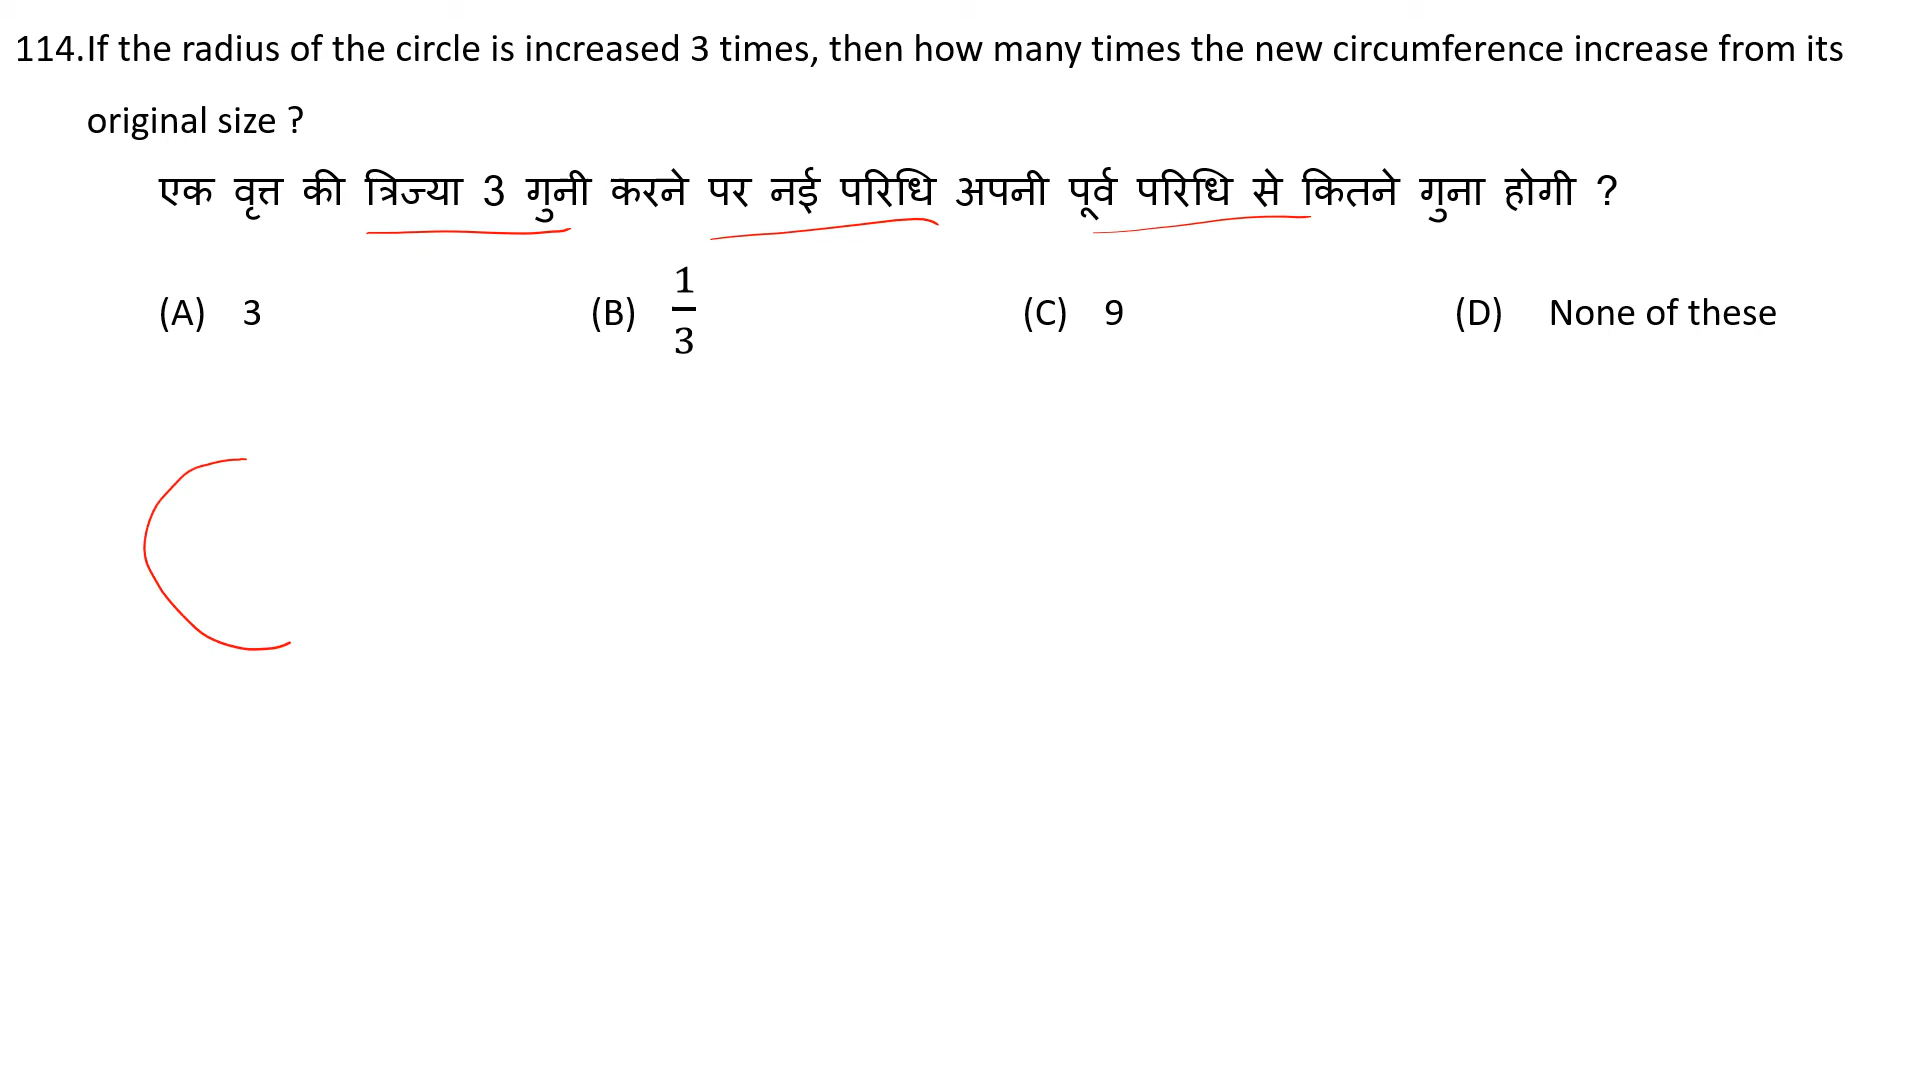 114.If the radius of the circle is increased 3 times, then how many times the new circumference increase from its
original size ?
एक वृत्त की त्रिज्या 3 गुनी करने पर नई परिधि अपनी पूर्व परिधि से कितने गुना होगी ?
(A) 3 (B) 1/3 (C) 9 (D) None of these